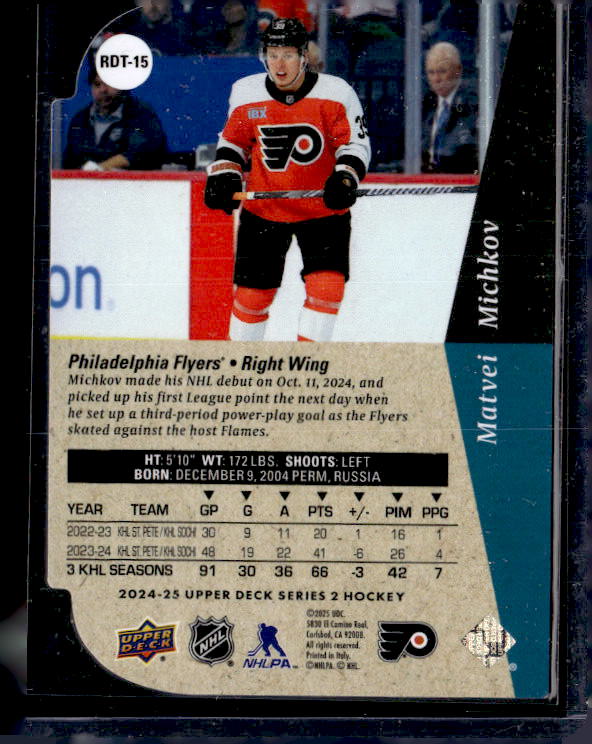 RDT-15
IBX
39
on.
Matvei Michkov
Philadelphia Flyers® • Right Wing
Michkov made his NHL debut on Oct. 11, 2024, and
picked up his first League point the next day when
he set up a third-period power-play goal as the Flyers
skated against the host Flames.
HT: 5'10" WT: 172 LBS. SHOOTS: LEFT
BORN: DECEMBER 9, 2004 PERM, RUSSIA
YEAR TEAM GP G A PTS +/- PIM PPG
2022-23 KHL ST. PETE / KHL SOCHI 30 9 11 20 1 16 1
2023-24 KHL ST. PETE / KHL SOCHI 48 19 22 41 -6 26 4
3 KHL SEASONS 91 30 36 66 -3 42 7
2024-25 UPPER DECK SERIES 2 HOCKEY
UPPER DECK
NHL
NHLPA
©2025 UDC.
5830 El Camino Real,
Carlsbad, CA 92008.
All rights reserved.
Printed in Italy.
©NHLPA. © NHL.